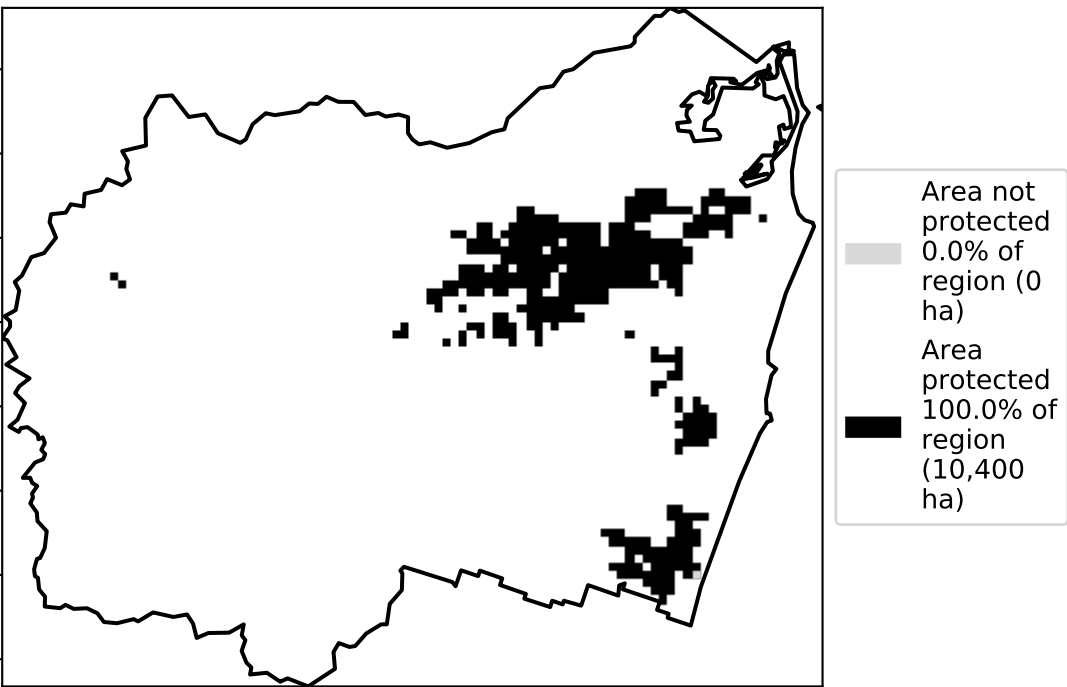 Area not
protected
0.0% of
region (0
ha)
Area
protected
100.0% of
region
(10,400
ha)